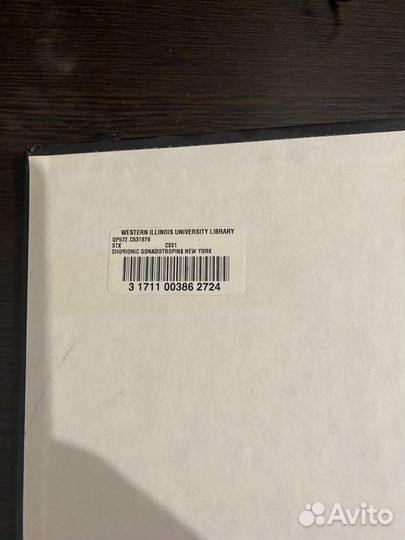 WESTERN ILLINOIS UNIVERSITY LIBRARY
QP572.C531979
STX C001
CHORIONIC GONADOTROPINS NEW YORK
3 1711 00386 2724
Avito